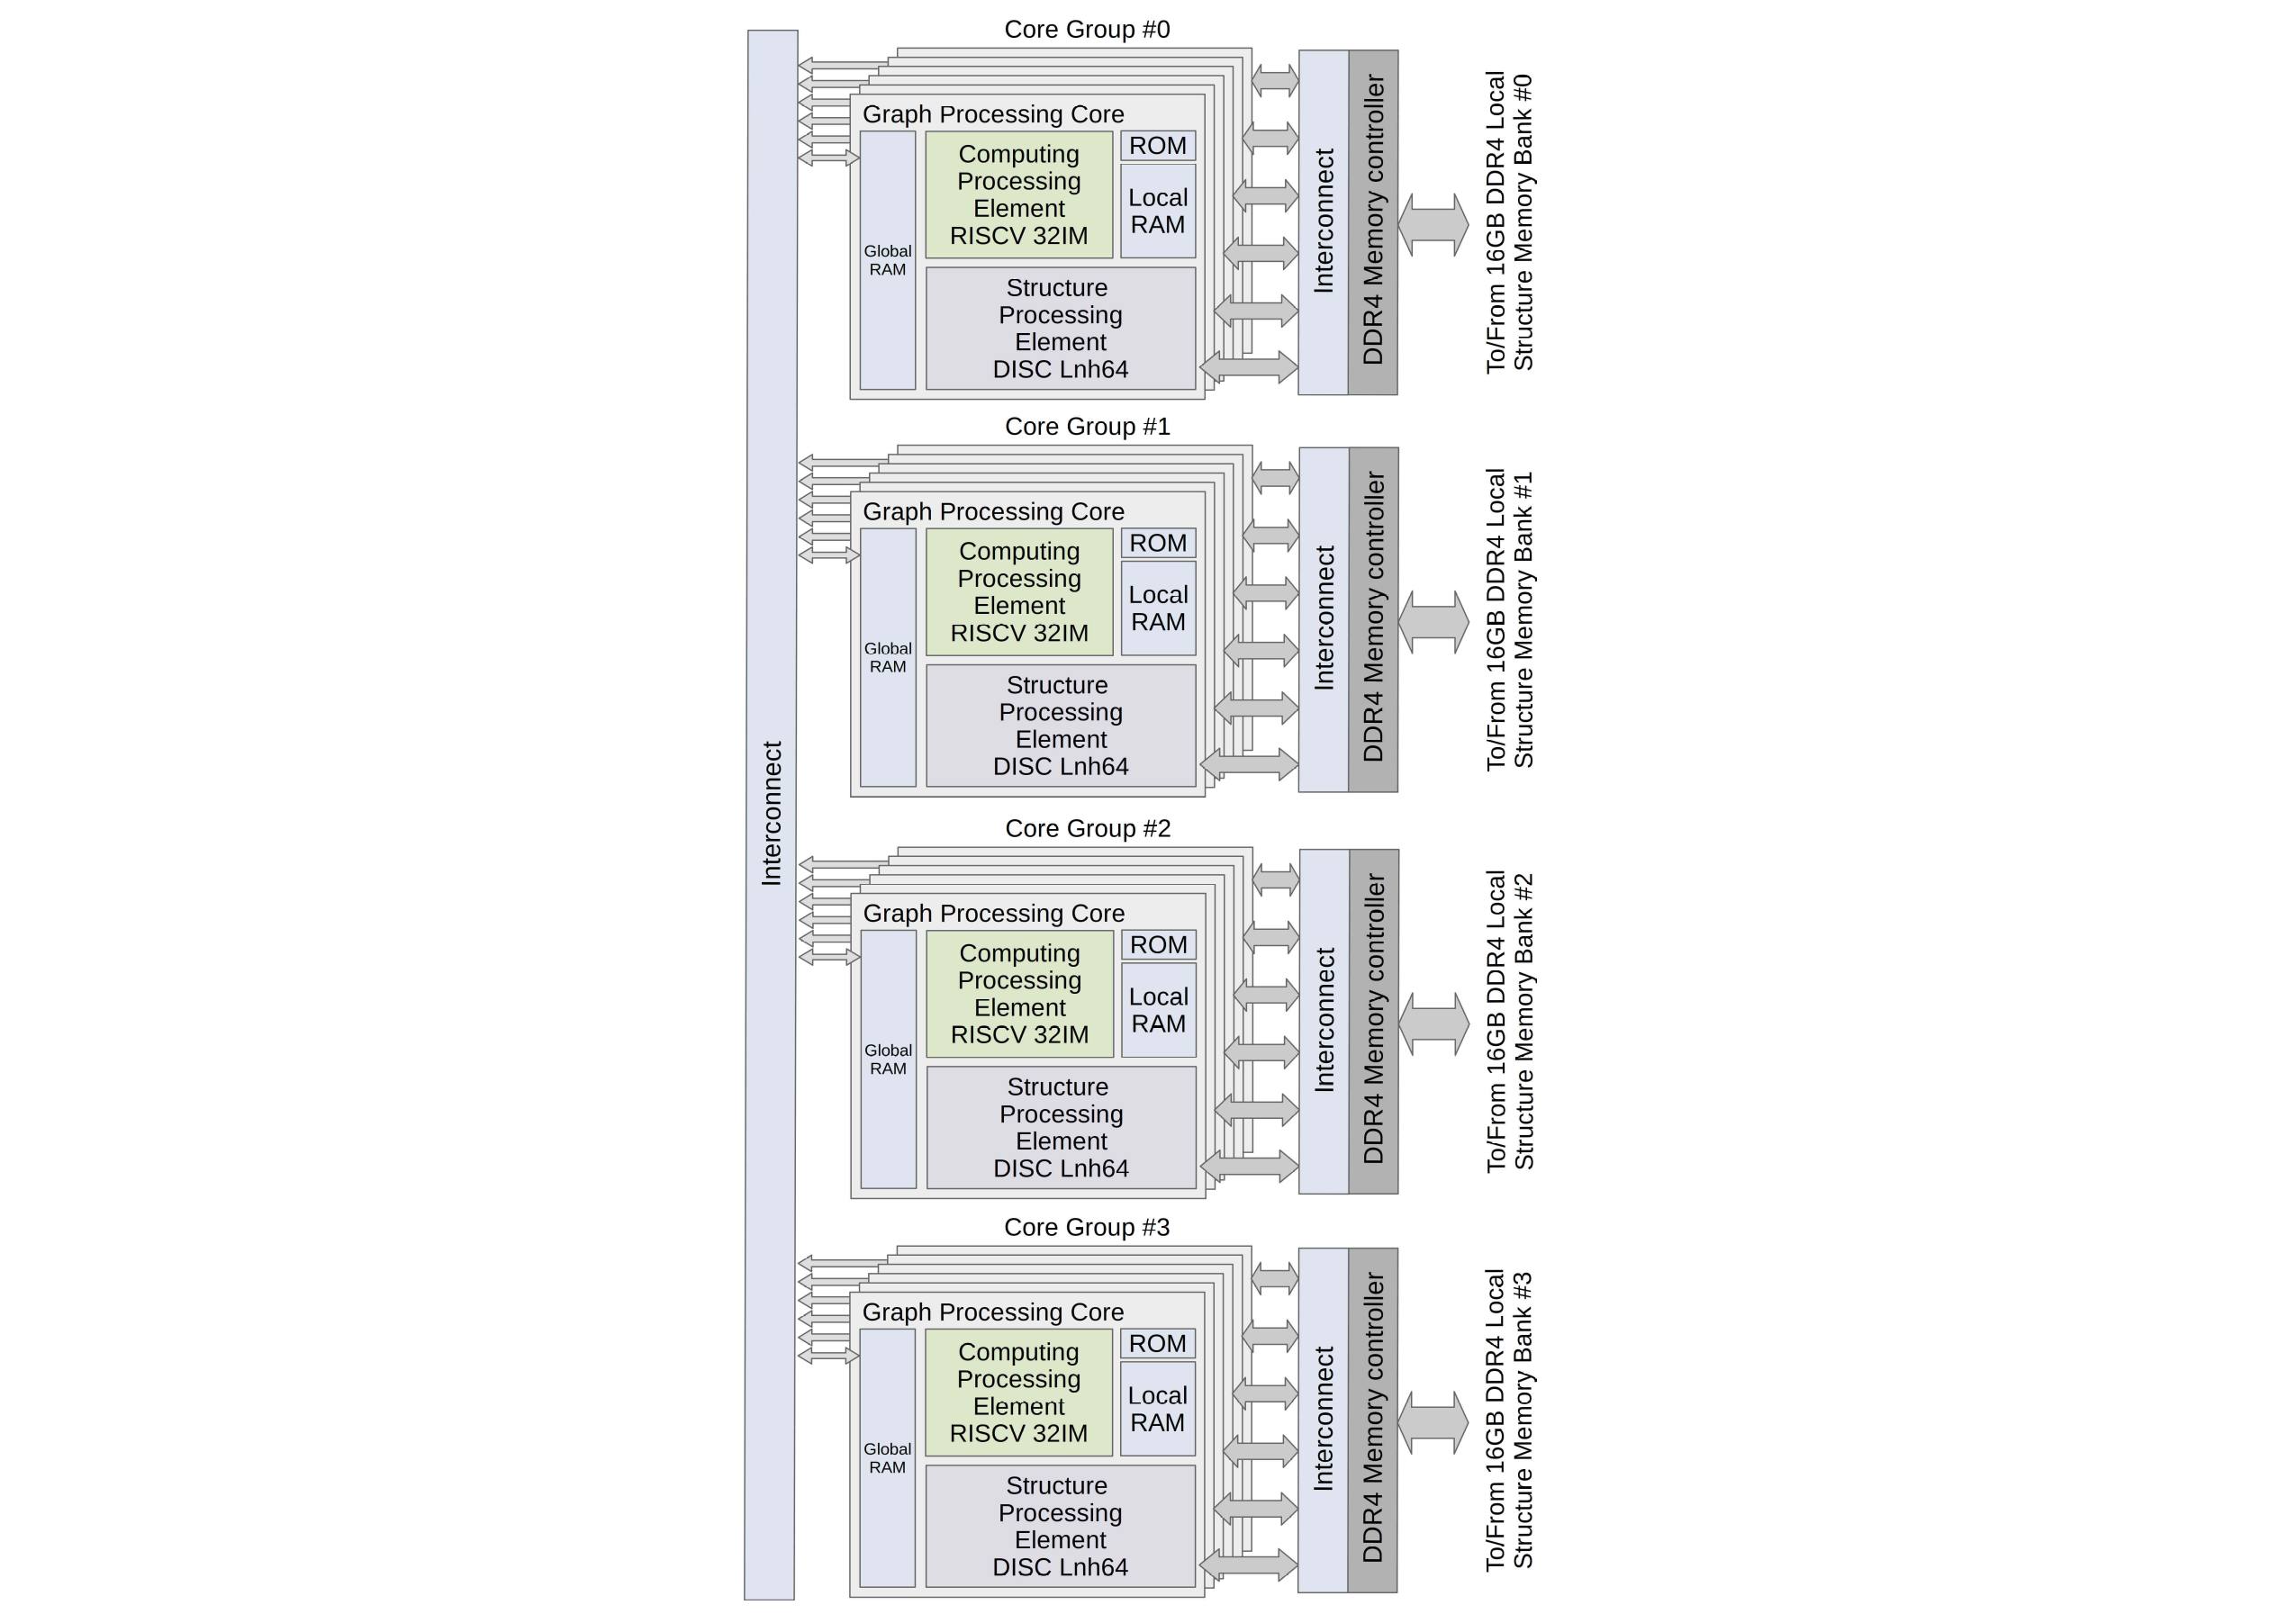 Interconnect
Core Group #0
Graph Processing Core
Global
RAM
Computing
Processing
Element
RISCV 32IM
ROM
Local
RAM
Structure
Processing
Element
DISC Lnh64
Interconnect
DDR4 Memory controller
To/From 16GB DDR4 Local
Structure Memory Bank #0
Core Group #1
Graph Processing Core
Global
RAM
Computing
Processing
Element
RISCV 32IM
ROM
Local
RAM
Structure
Processing
Element
DISC Lnh64
Interconnect
DDR4 Memory controller
To/From 16GB DDR4 Local
Structure Memory Bank #1
Core Group #2
Graph Processing Core
Global
RAM
Computing
Processing
Element
RISCV 32IM
ROM
Local
RAM
Structure
Processing
Element
DISC Lnh64
Interconnect
DDR4 Memory controller
To/From 16GB DDR4 Local
Structure Memory Bank #2
Core Group #3
Graph Processing Core
Global
RAM
Computing
Processing
Element
RISCV 32IM
ROM
Local
RAM
Structure
Processing
Element
DISC Lnh64
Interconnect
DDR4 Memory controller
To/From 16GB DDR4 Local
Structure Memory Bank #3